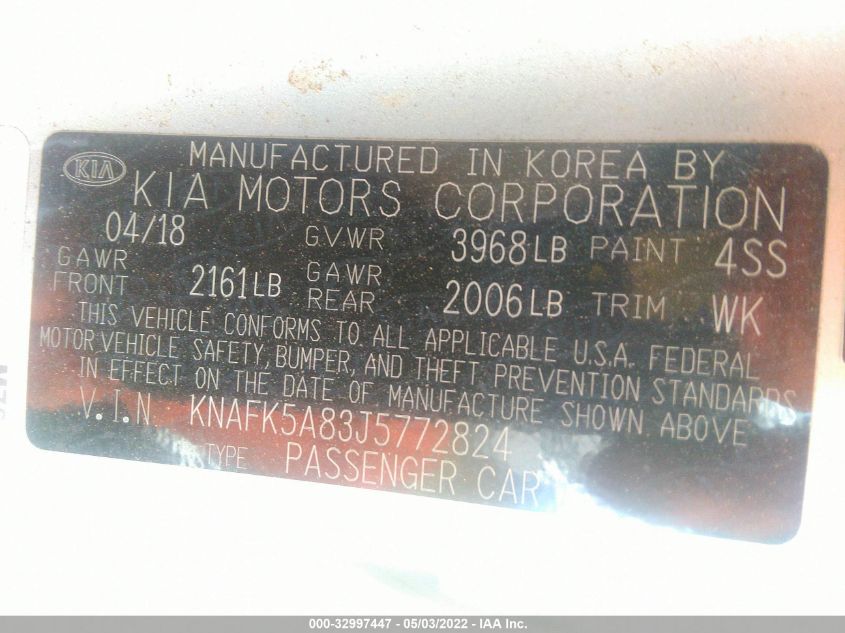 KIA
MANUFACTURED IN KOREA BY
KIA MOTORS CORPORATION
04/18 G.V.WR 3968LB PAINT 4SS
GAWR FRONT 2161LB GAWR REAR 2006LB TRIM WK
THIS VEHICLE CONFORMS TO ALL APPLICABLE U.S.A. FEDERAL
MOTOR VEHICLE SAFETY, BUMPER, AND THEFT PREVENTION STANDARDS
IN EFFECT ON THE DATE OF MANUFACTURE SHOWN ABOVE
V.I.N. KNAFK5A83J5772824
TYPE PASSENGER CAR
000-32997447 - 05/03/2022 - IAA Inc.